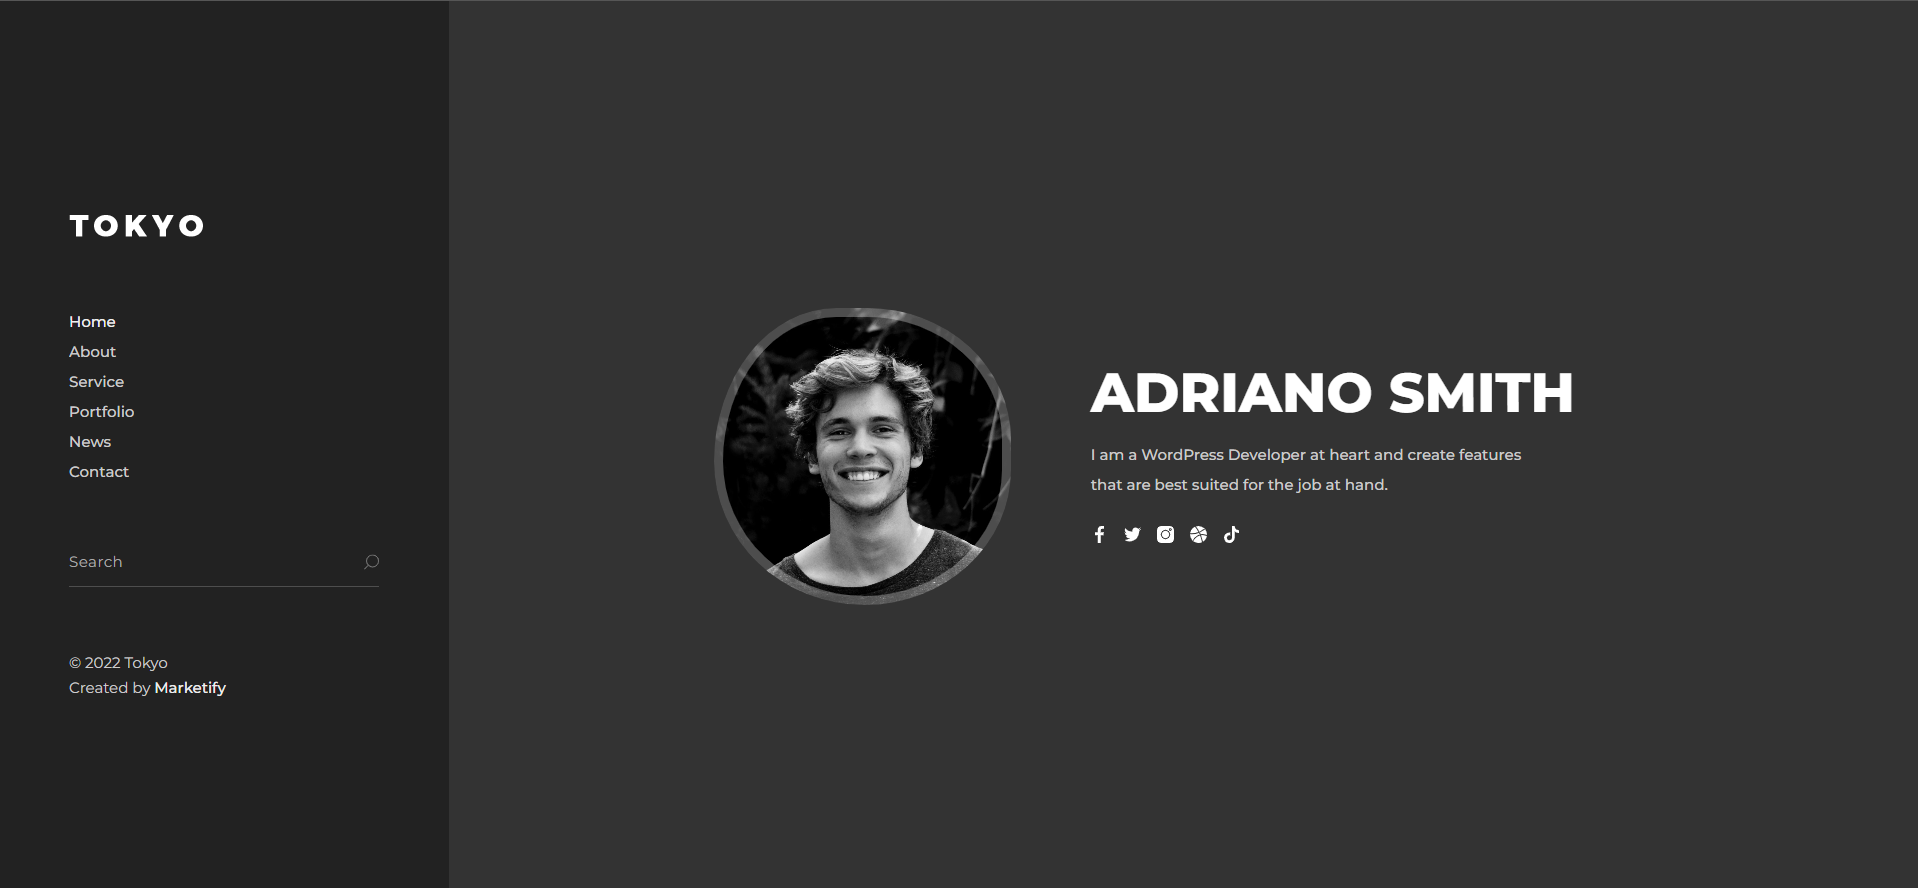 TOKYO
Home
About
Service
Portfolio
News
Contact
Search
© 2022 Tokyo
Created by Marketify
ADRIANO SMITH
I am a WordPress Developer at heart and create features
that are best suited for the job at hand.